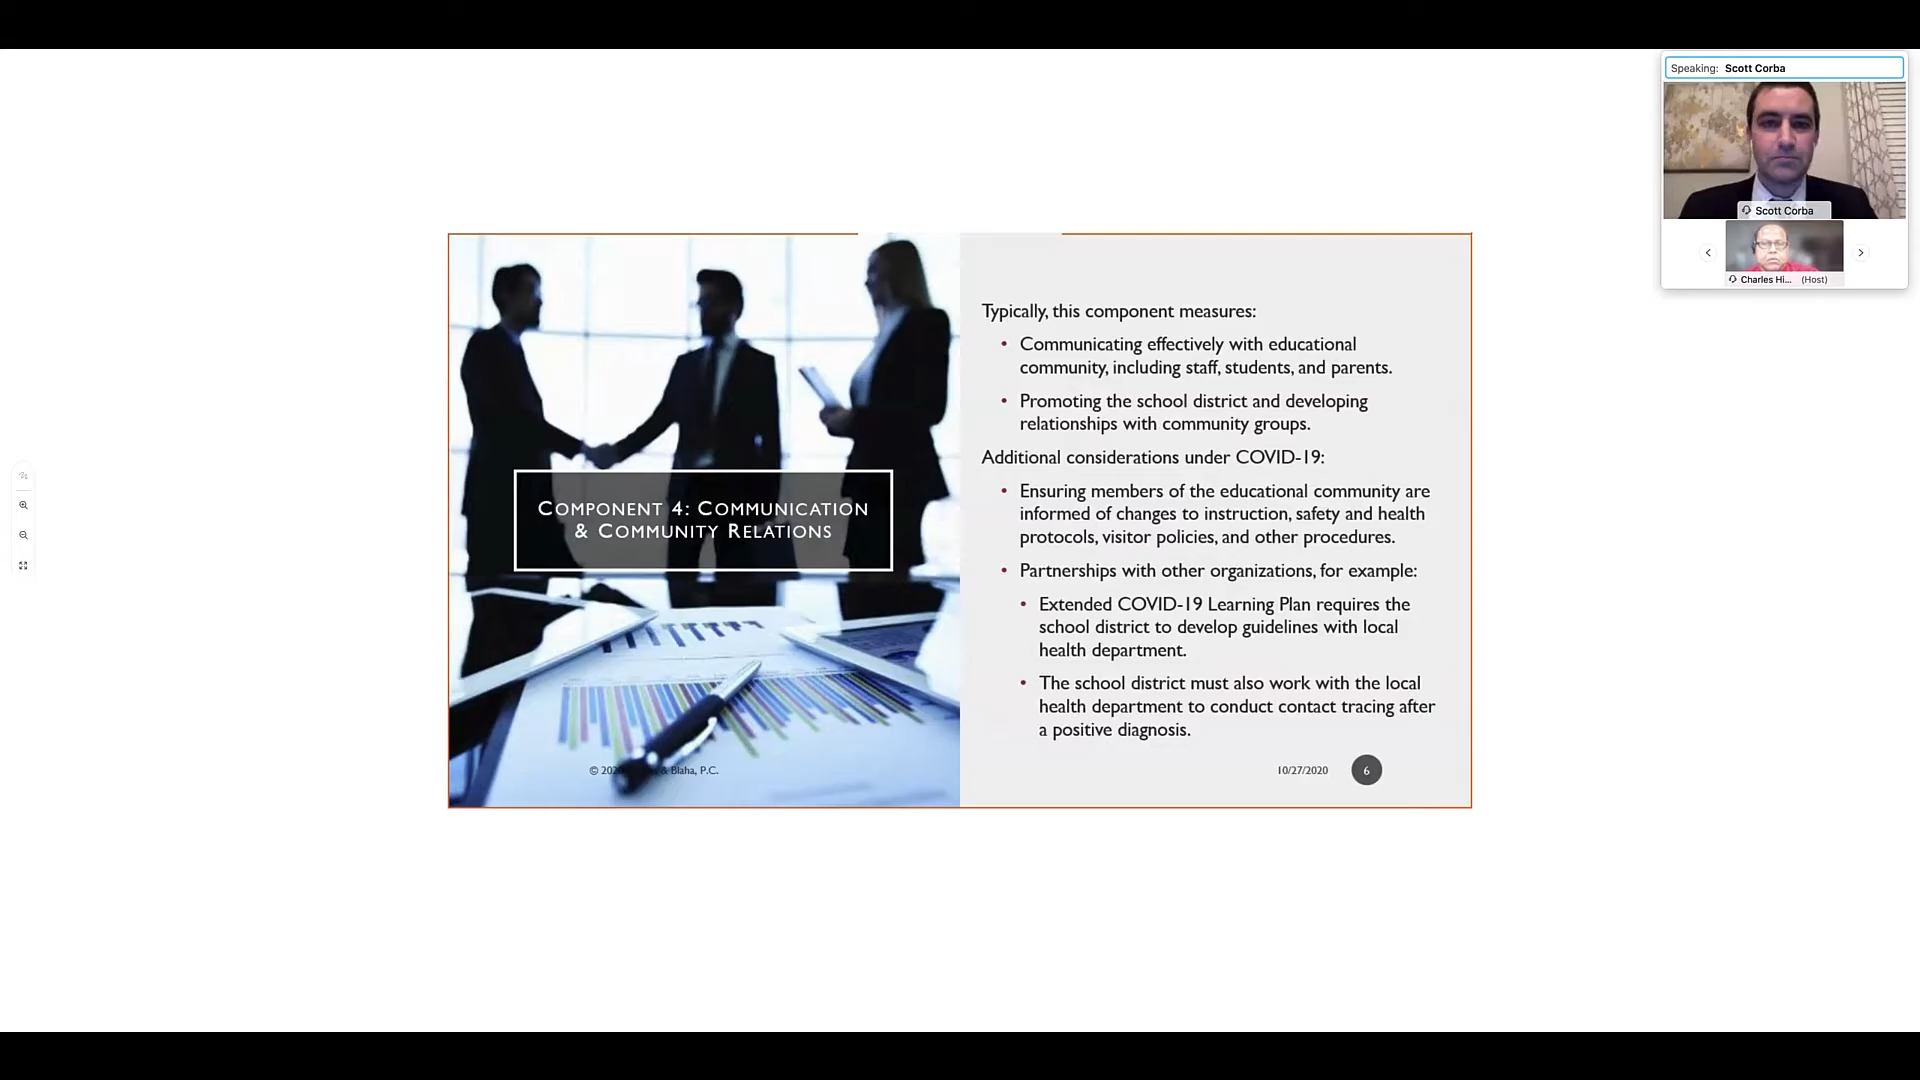 Speaking: Scott Corba
Scott Corba
Charles Hi... (Host)
COMPONENT 4: COMMUNICATION
& COMMUNITY RELATIONS
Typically, this component measures:
• Communicating effectively with educational
community, including staff, students, and parents.
• Promoting the school district and developing
relationships with community groups.
Additional considerations under COVID-19:
• Ensuring members of the educational community are
informed of changes to instruction, safety and health
protocols, visitor policies, and other procedures.
• Partnerships with other organizations, for example:
• Extended COVID-19 Learning Plan requires the
school district to develop guidelines with local
health department.
• The school district must also work with the local
health department to conduct contact tracing after
a positive diagnosis.
© & Blaha, P.C.
10/27/2020 6